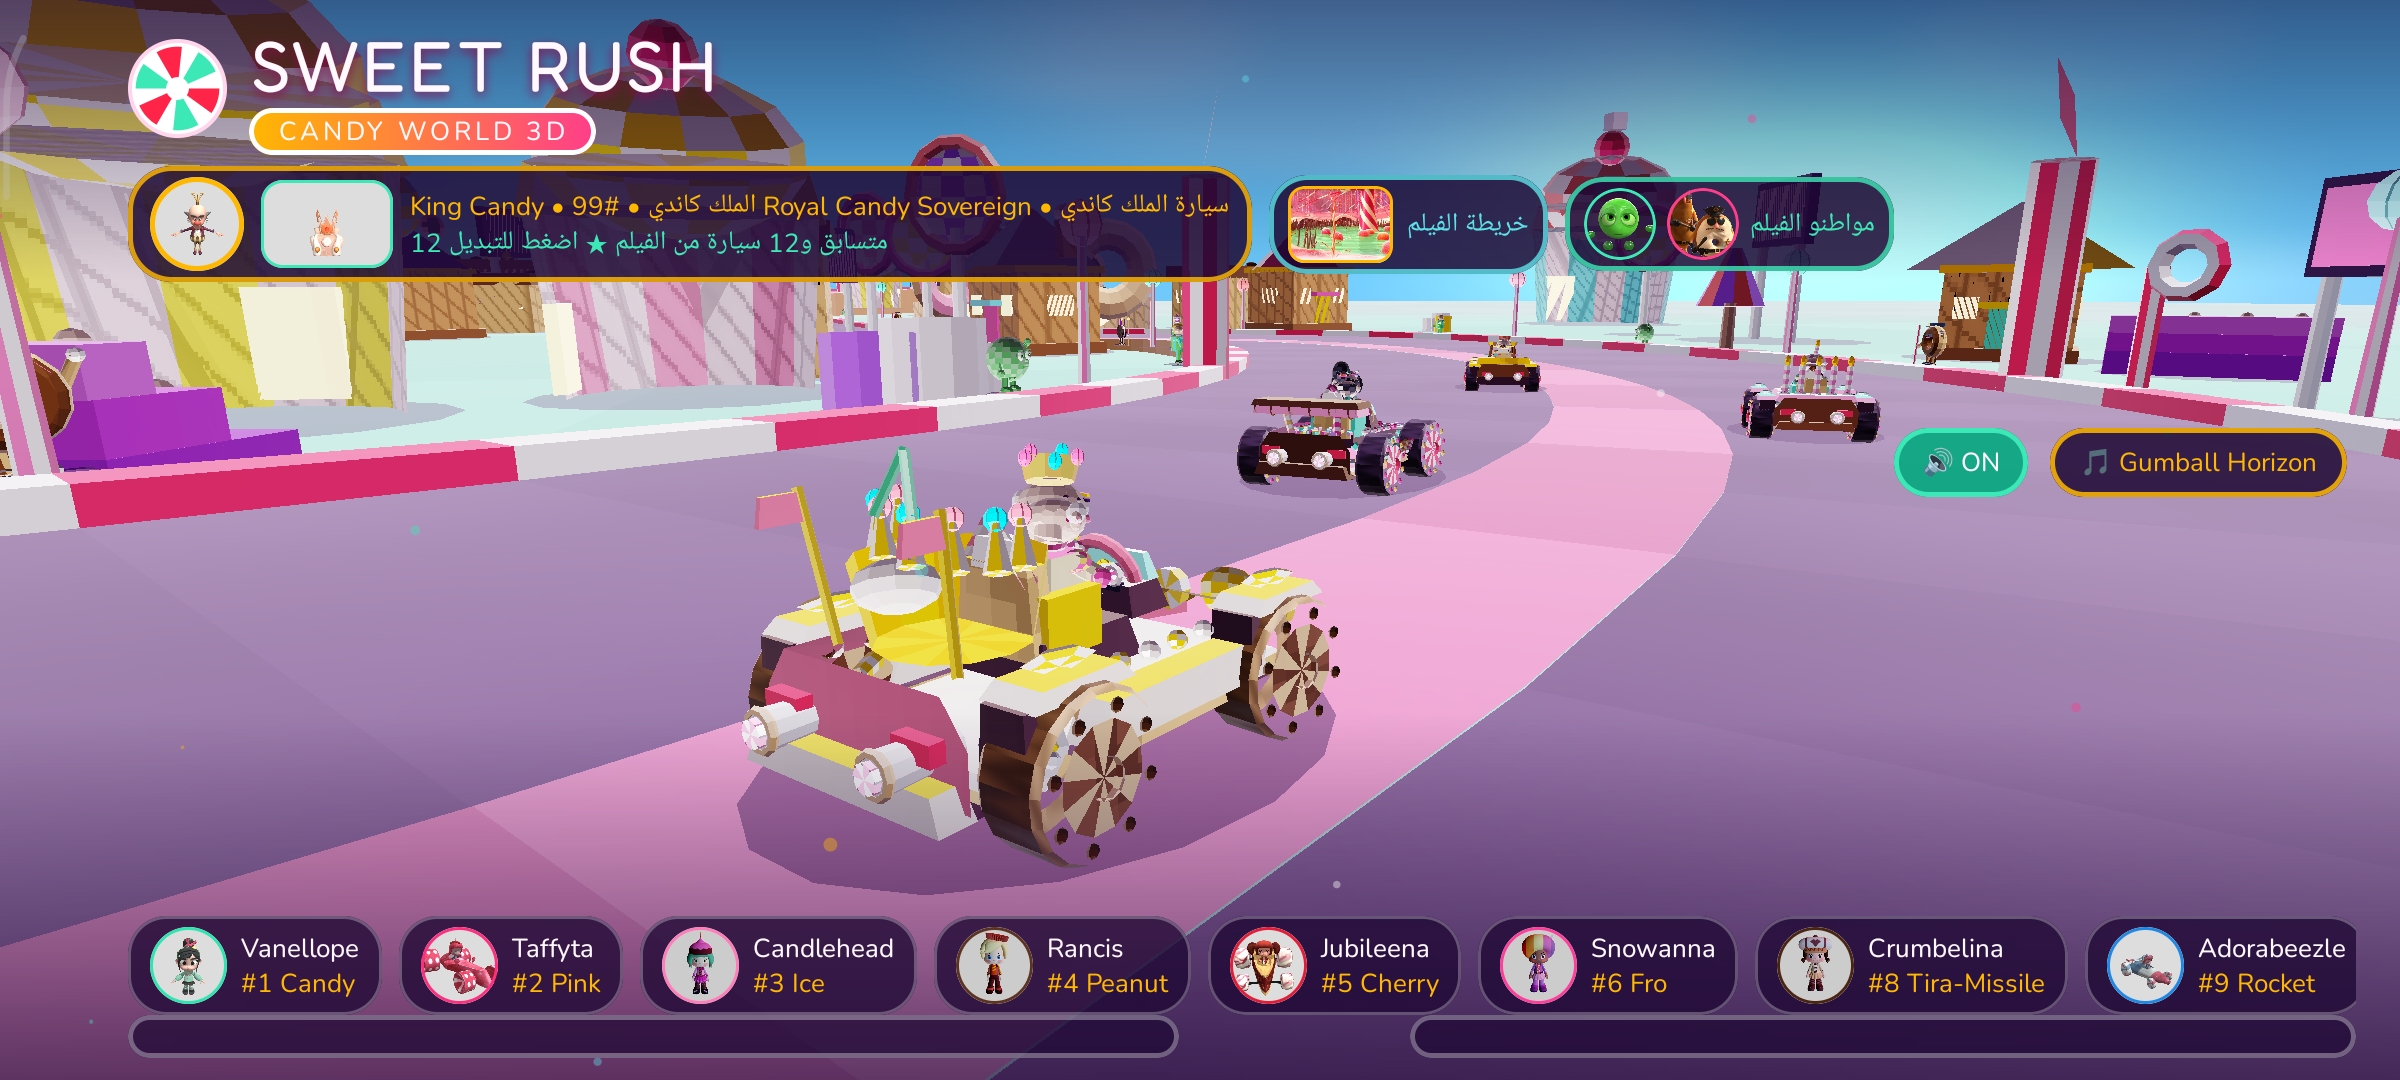 SWEET RUSH
CANDY WORLD 3D
King Candy • 99# • الملك كاندي Royal Candy Sovereign • سيارة الملك كاندي
12 متسابق و12 سيارة من الفيلم ★ اضغط للتبديل
خريطة الفيلم
مواطنو الفيلم
🔊 ON
🎵 Gumball Horizon
Vanellope
#1 Candy
Taffyta
#2 Pink
Candlehead
#3 Ice
Rancis
#4 Peanut
Jubileena
#5 Cherry
Snowanna
#6 Fro
Crumbelina
#8 Tira-Missile
Adorabeezle
#9 Rocket